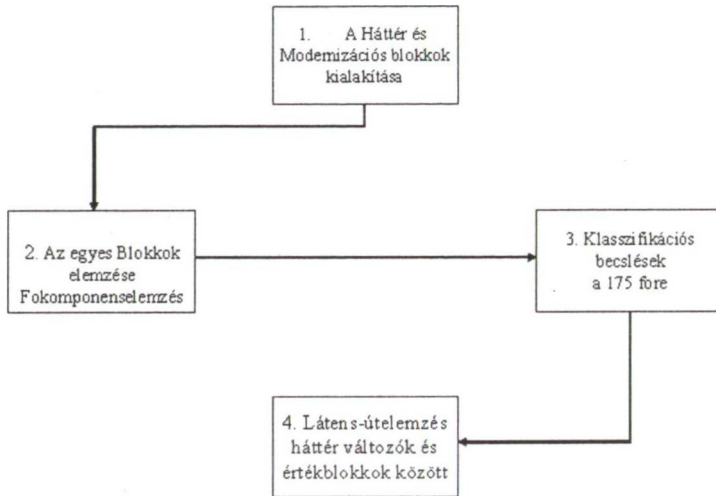 1. A Háttér és
Modernizációs blokkok
kialakítása
2. Az egyes Blokkok
elemzése
Fokomponenselemzés
3. Klasszifikációs
becslések
a 175 fore
4. Látens-útelemzés
háttér változók és
értékblokkok között